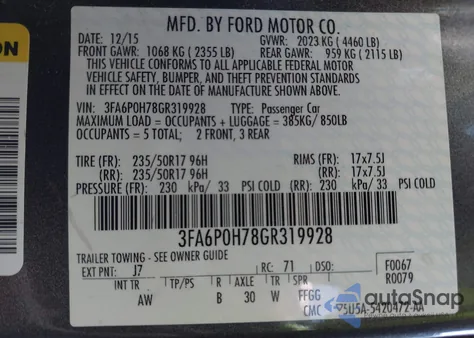 ON
MFD. BY FORD MOTOR CO.
DATE: 12/15 GVWR: 2023 KG ( 4460 LB)
FRONT GAWR: 1068 KG ( 2355 LB) REAR GAWR: 959 KG ( 2115 LB)
THIS VEHICLE CONFORMS TO ALL APPLICABLE FEDERAL MOTOR
VEHICLE SAFETY, BUMPER, AND THEFT PREVENTION STANDARDS
IN EFFECT ON THE DATE OF MANUFACTURE SHOWN ABOVE.
VIN: 3FA6P0H78GR319928 TYPE: Passenger Car
MAXIMUM LOAD = OCCUPANTS + LUGGAGE = 385KG/ 850LB
OCCUPANTS = 5 TOTAL: 2 FRONT, 3 REAR
TIRE (FR): 235/50R17 96H RIMS (FR): 17x7.5J
(RR): 235/50R17 96H (RR): 17x7.5J
PRESSURE (FR): 230 kPa/ 33 PSI COLD (RR): 230 kPa/ 33 PSI COLD
3FA6P0H78GR319928
TRAILER TOWING - SEE OWNER GUIDE
EXT PNT: J7 RC: 71 DSO: F0067
R0079
INT TR TP/PS R AXLE TR SPR
AW B 30 W FFGG
CMC 5U5A-5420472-AA
autoSnap